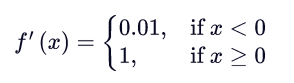 f′(x) = { 0.01, if x < 0
1, if x ≥ 0